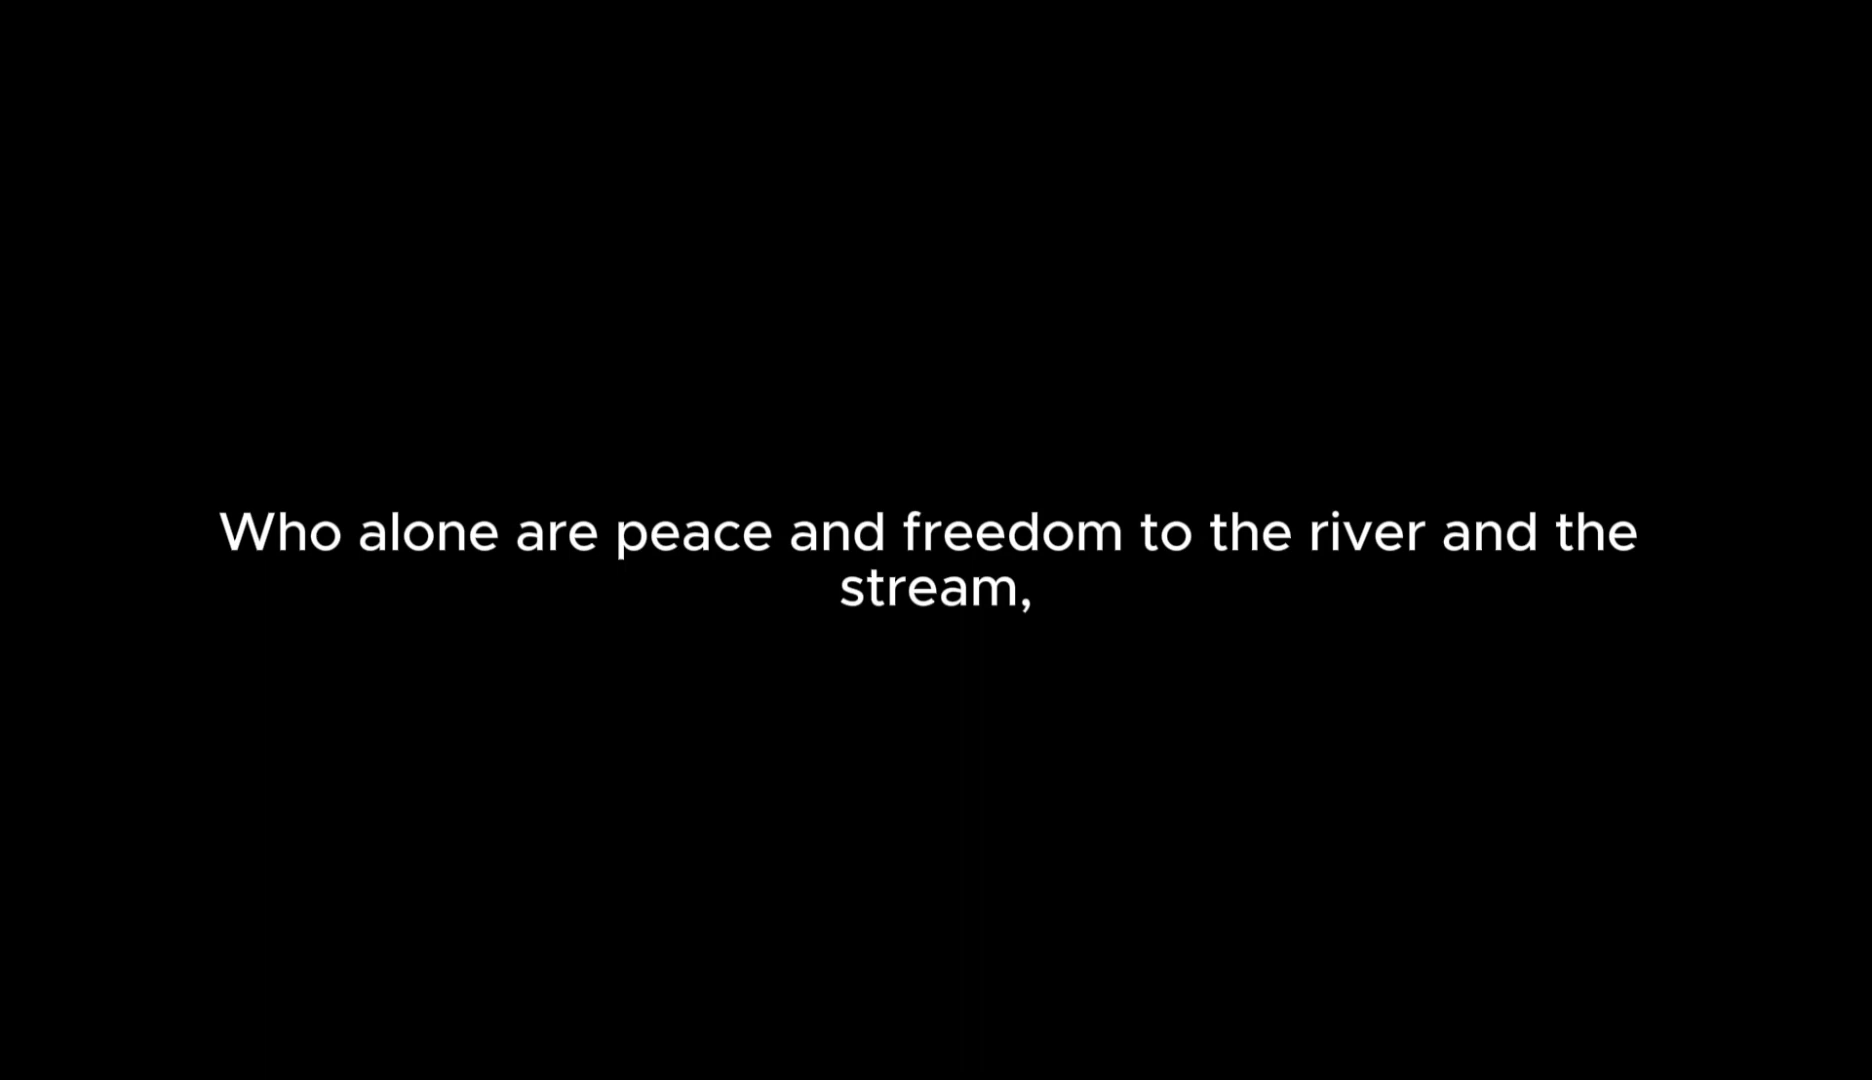 Who alone are peace and freedom to the river and the
stream,